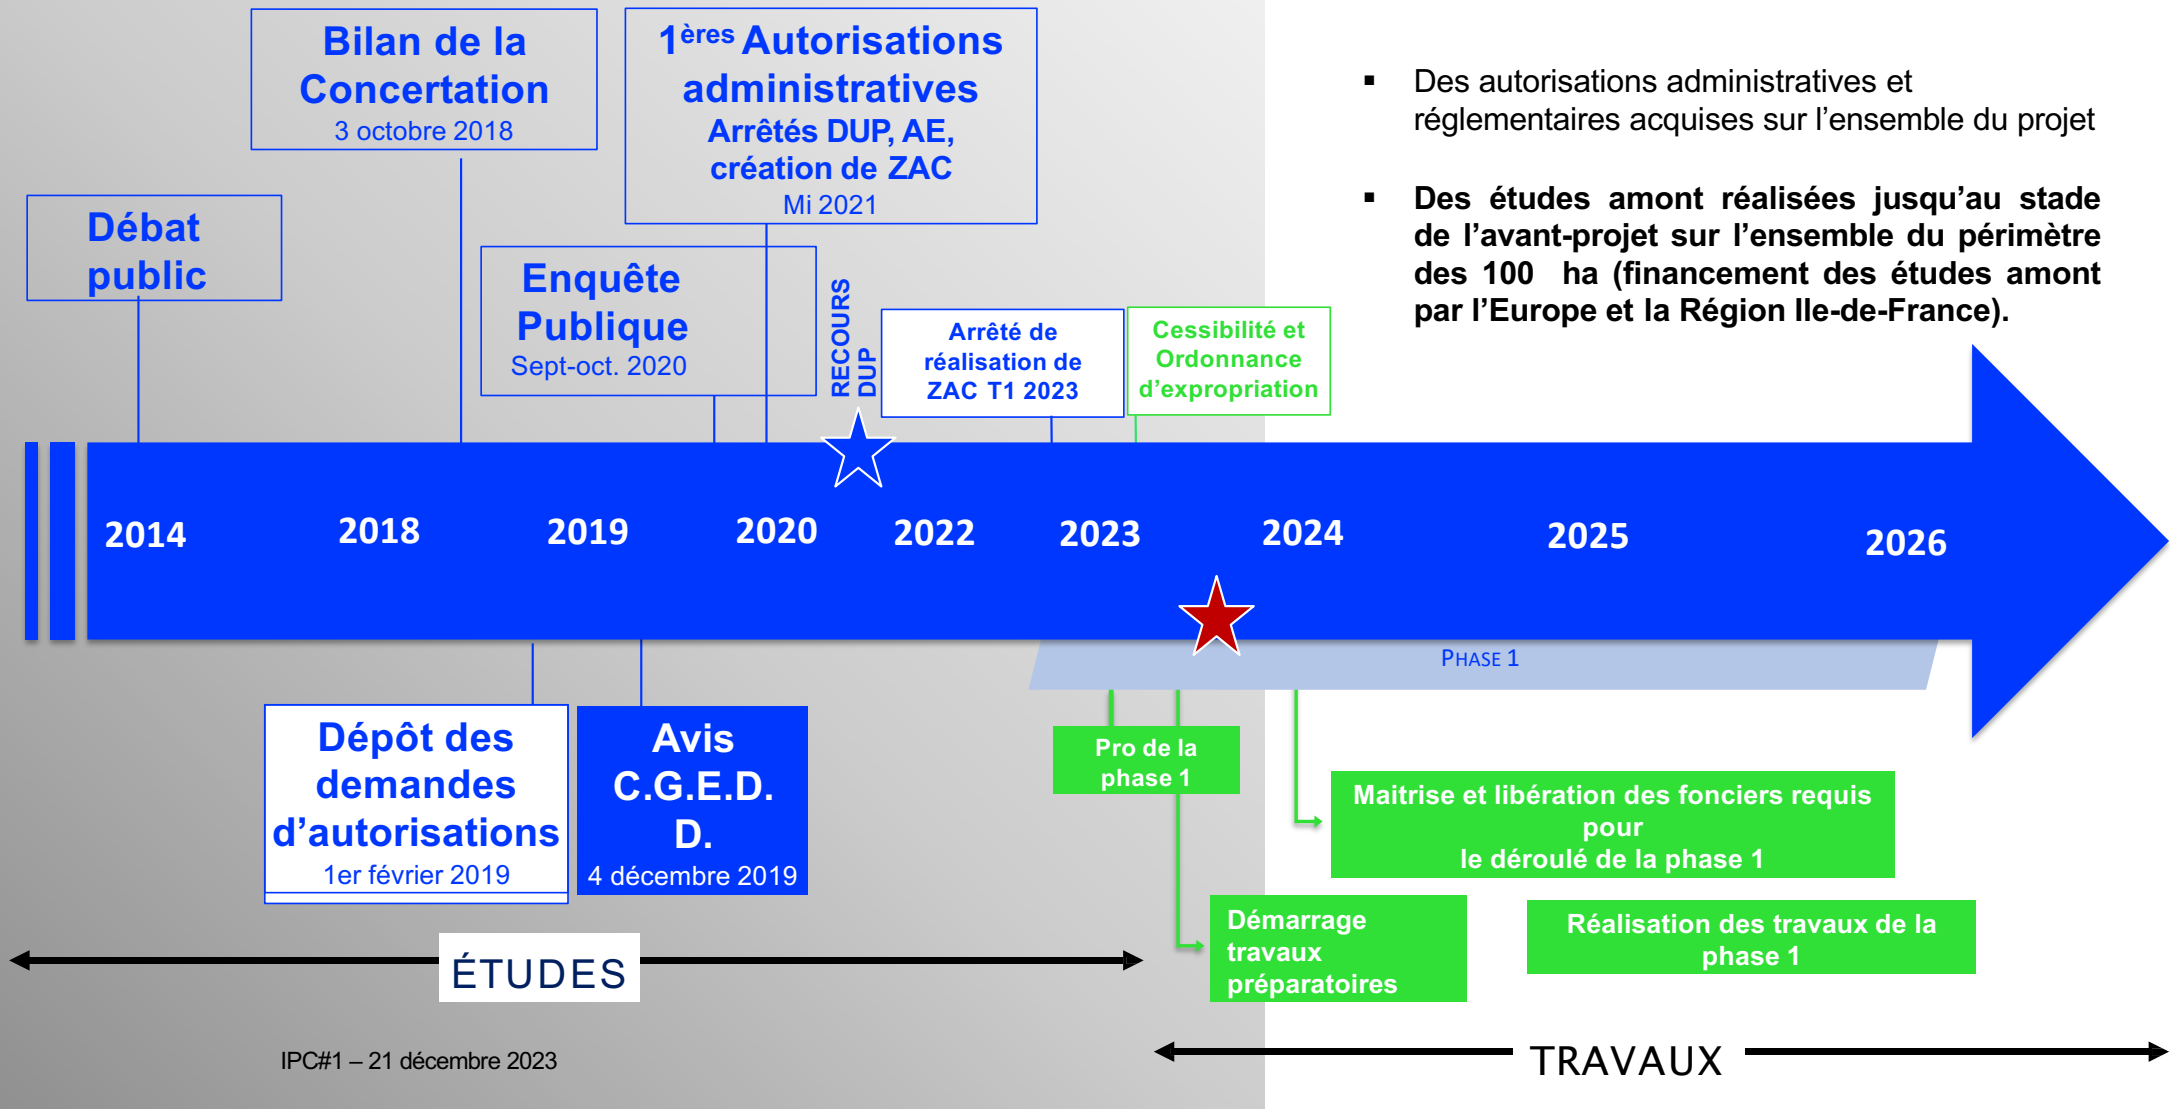 Bilan de la
Concertation
3 octobre 2018
1ères Autorisations
administratives
Arrêtés DUP, AE,
création de ZAC
Mi 2021
Débat
public
Enquête
Publique
Sept-oct. 2020
RECOURS
DUP
Arrêté de
réalisation de
ZAC T1 2023
Cessibilité et
Ordonnance
d’expropriation
▪ Des autorisations administratives et
réglementaires acquises sur l’ensemble du projet
▪ Des études amont réalisées jusqu’au stade
de l’avant-projet sur l’ensemble du périmètre
des 100 ha (financement des études amont
par l’Europe et la Région Ile-de-France).
2014
2018
2019
2020
2022
2023
2024
2025
2026
PHASE 1
Dépôt des
demandes
d’autorisations
1er février 2019
Avis
C.G.E.D.
D.
4 décembre 2019
Pro de la
phase 1
Maitrise et libération des fonciers requis
pour
le déroulé de la phase 1
Démarrage
travaux
préparatoires
Réalisation des travaux de la
phase 1
ÉTUDES
TRAVAUX
IPC#1 – 21 décembre 2023